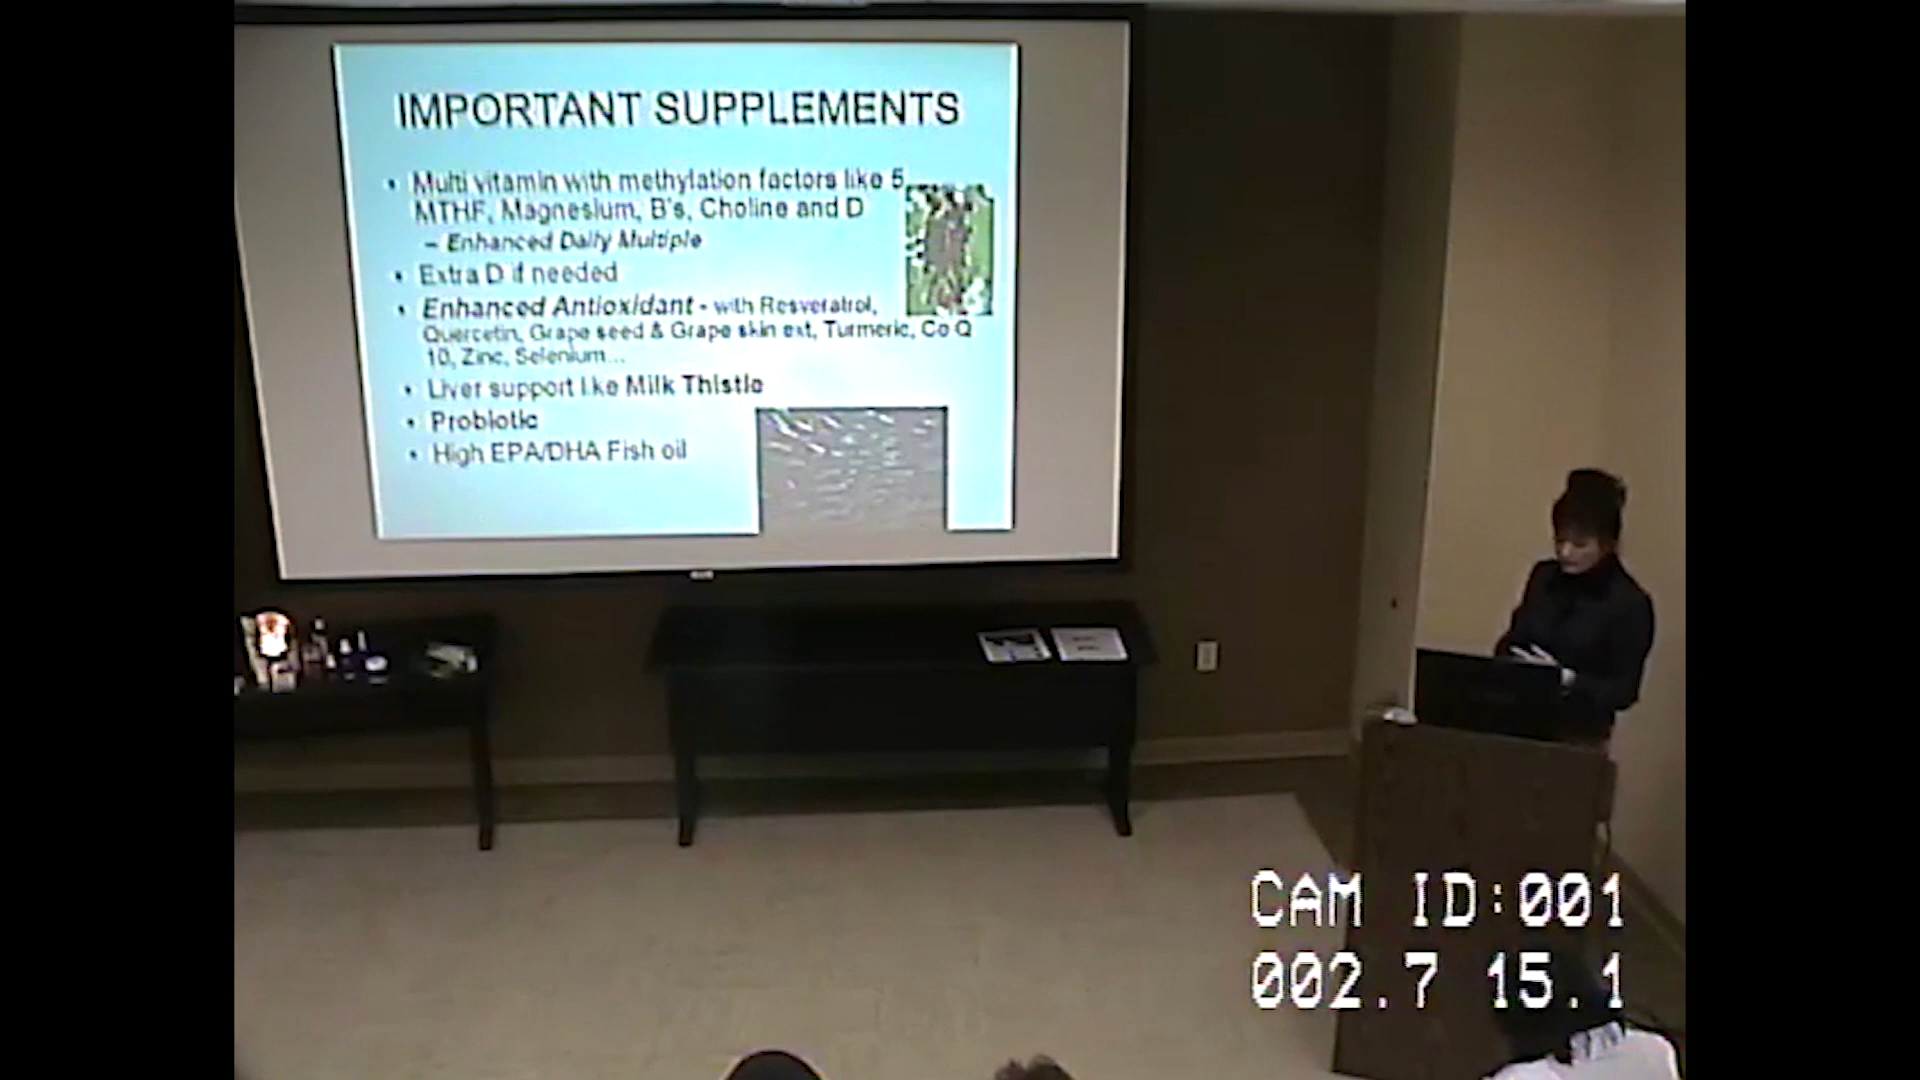 IMPORTANT SUPPLEMENTS
• Multi vitamin with methylation factors like 5
MTHF, Magnesium, B's, Choline and D
– Enhanced Daily Multiple
• Extra D if needed
• Enhanced Antioxidant - with Resveratrol,
Quercetin, Grape seed & Grape skin ext, Turmeric, Co Q
10, Zinc, Selenium...
• Liver support like Milk Thistle
• Probiotic
• High EPA/DHA Fish oil
CAM ID:001
002.7 15.1